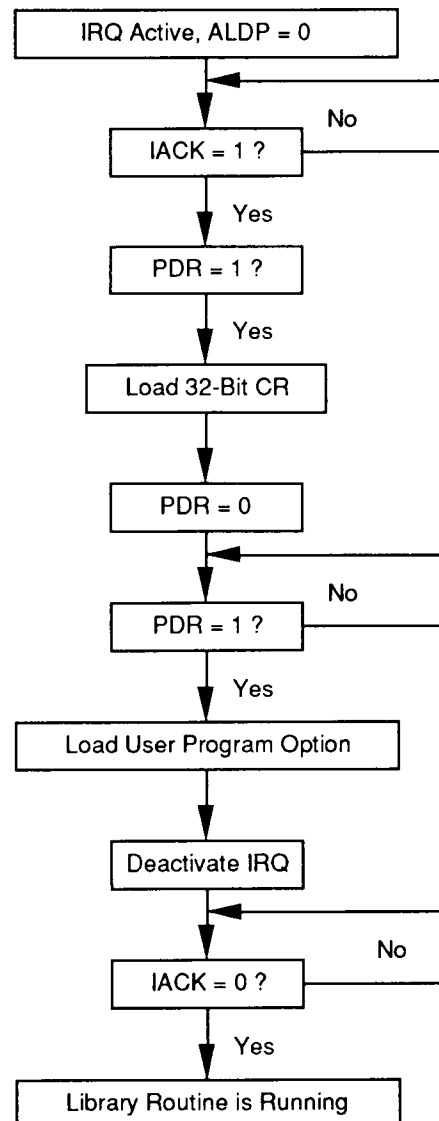 IRQ Active, ALDP = 0
No
IACK = 1 ?
Yes
PDR = 1 ?
Yes
Load 32-Bit CR
PDR = 0
No
PDR = 1 ?
Yes
Load User Program Option
Deactivate IRQ
No
IACK = 0 ?
Yes
Library Routine is Running